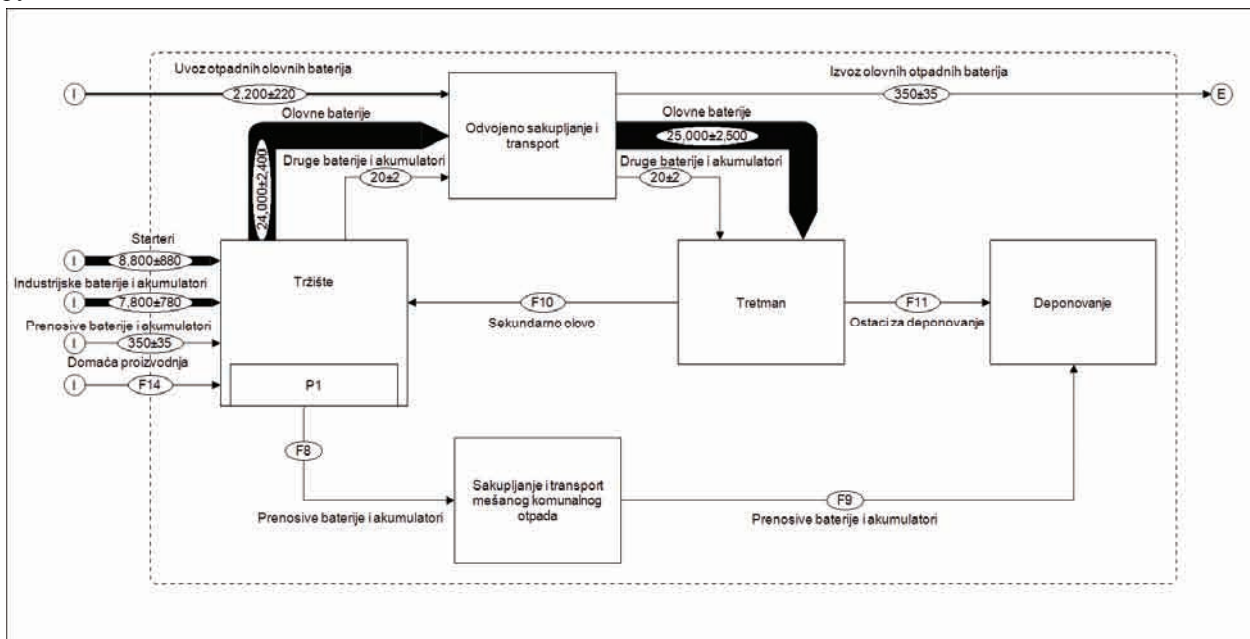 Uvoz otpadnih olovnih baterija
I
2,200±220
Olovne baterije
24,000±2,400
Druge baterije i akumulatori
20±2
Odvojeno sakupljanje i
transport
Izvoz olovnih otpadnih baterija
350±35
E
Olovne baterije
25,000±2,500
Druge baterije i akumulatori
20±2
Starteri
I
8,800±880
Industrijske baterije i akumulatori
I
7,800±780
Prenosive baterije i akumulatori
I
350±35
Domaća proizvodnja
I
F14
Tržište
P1
F10
Sekundarno olovo
Tretman
F11
Ostaci za deponovanje
Deponovanje
F8
Prenosive baterije i akumulatori
Sakupljanje i transport
mešanog komunalnog
otpada
F9
Prenosive baterije i akumulatori